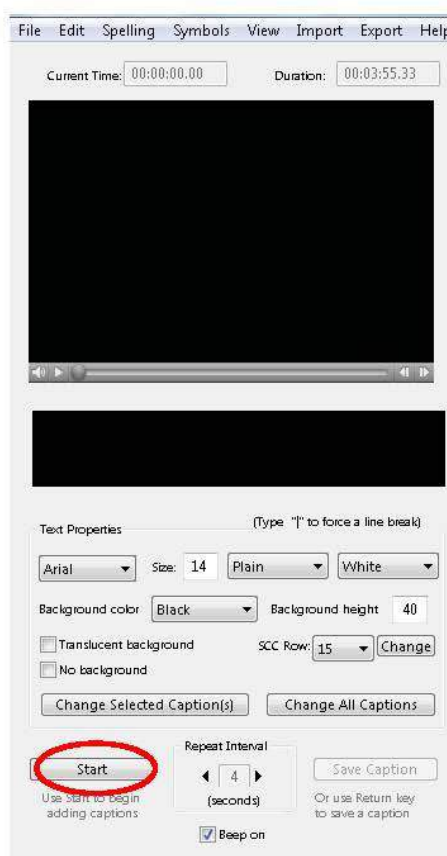 File Edit Spelling Symbols View Import Export Help
Current Time: 00:00:00.00 Duration: 00:03:55.33
Text Properties (Type "|" to force a line break)
Arial Size: 14 Plain White
Background color Black Background height 40
Translucent background SCC Row: 15 Change
No background
Change Selected Caption(s) Change All Captions
Repeat Interval
Start 4 Save Caption
(seconds)
Use Start to begin Or use Return key
adding captions to save a caption
Beep on